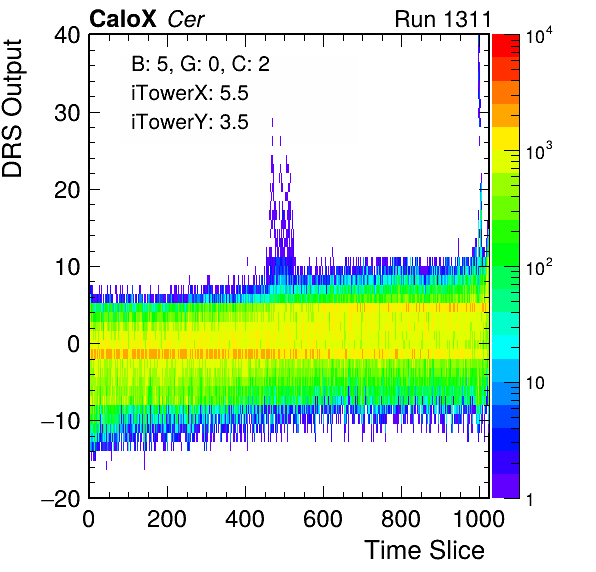 CaloX Cer Run 1311
B: 5, G: 0, C: 2
iTowerX: 5.5
iTowerY: 3.5
DRS Output
40
30
20
10
0
−10
−20
0 200 400 600 800 1000
Time Slice
10^4
10^3
10^2
10
1